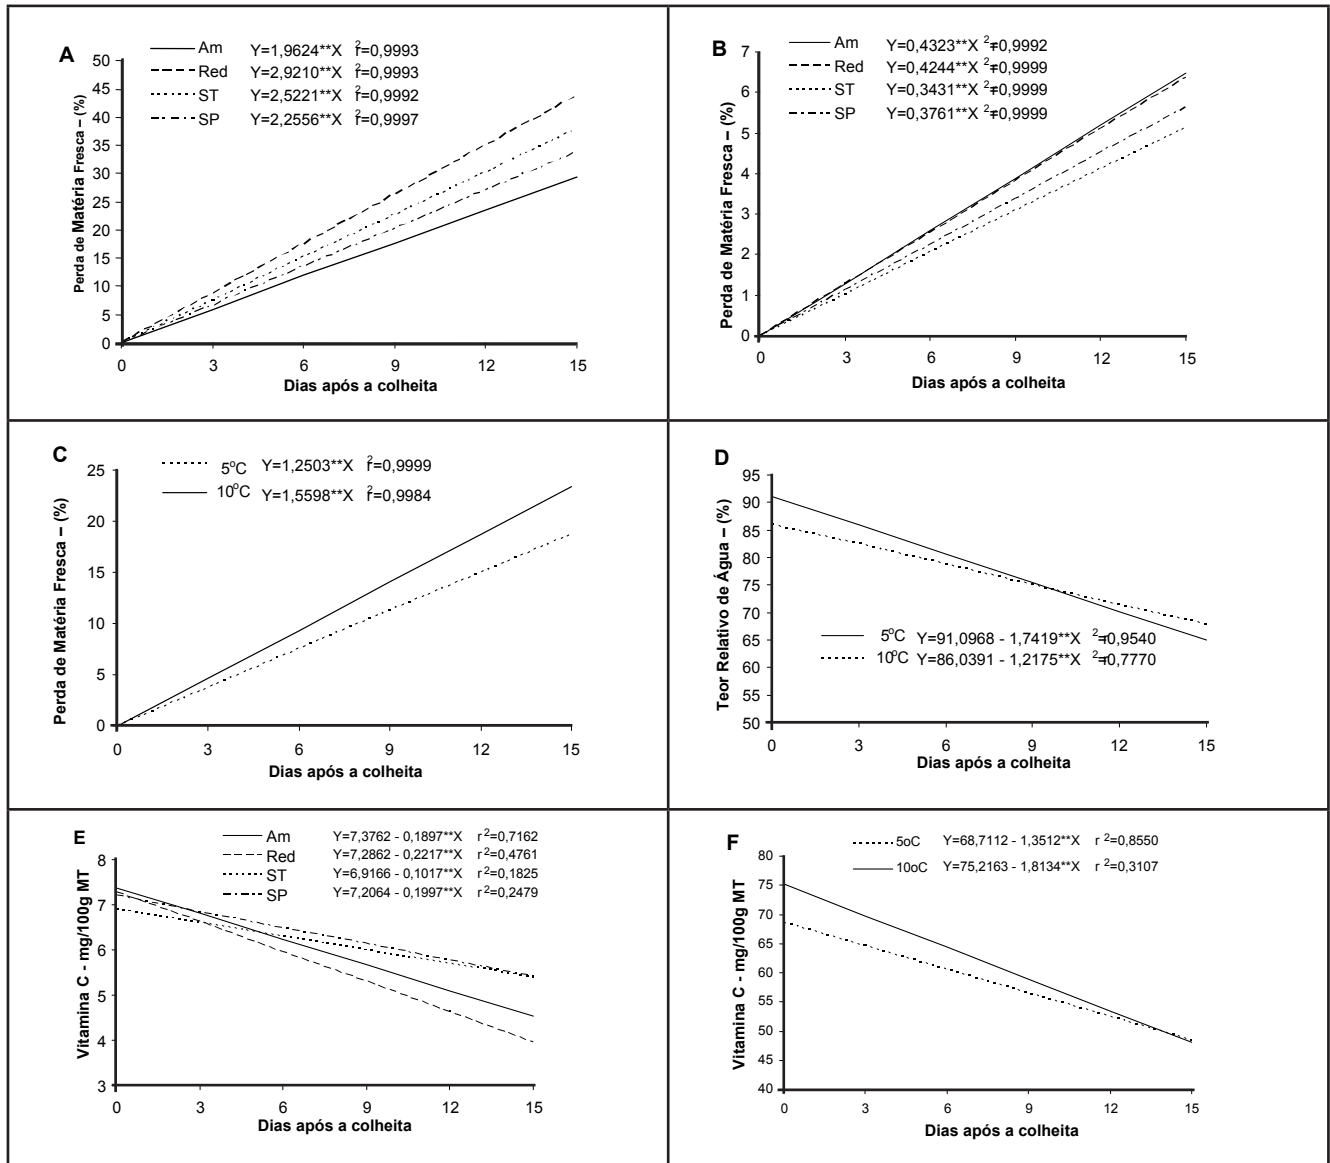 A
Am Y=1,9624**X r²=0,9993
Red Y=2,9210**X r²=0,9993
ST Y=2,5221**X r²=0,9992
SP Y=2,2556**X r²=0,9997
Perda de Matéria Fresca – (%)
50
45
40
35
30
25
20
15
10
5
0
0 3 6 9 12 15
Dias após a colheita
B
Am Y=0,4323**X r²=0,9992
Red Y=0,4244**X r²=0,9999
ST Y=0,3431**X r²=0,9999
SP Y=0,3761**X r²=0,9999
Perda de Matéria Fresca – (%)
7
6
5
4
3
2
1
0
0 3 6 9 12 15
Dias após a colheita
C
5°C Y=1,2503**X r²=0,9999
10°C Y=1,5598**X r²=0,9984
Perda de Matéria Fresca – (%)
25
20
15
10
5
0
0 3 6 9 12 15
Dias após a colheita
D
Teor Relativo de Água – (%)
95
90
85
80
75
70
65
60
55
50
5°C Y=91,0968 - 1,7419**X r²=0,9540
10°C Y=86,0391 - 1,2175**X r²=0,7770
0 3 6 9 12 15
Dias após a colheita
E
Am Y=7,3762 - 0,1897**X r²=0,7162
Red Y=7,2862 - 0,2217**X r²=0,4761
ST Y=6,9166 - 0,1017**X r²=0,1825
SP Y=7,2064 - 0,1997**X r²=0,2479
Vitamina C - mg/100g MT
8
7
6
5
4
3
0 3 6 9 12 15
Dias após a colheita
F
5oC Y=68,7112 - 1,3512**X r²=0,8550
10oC Y=75,2163 - 1,8134**X r²=0,3107
Vitamina C - mg/100g MT
80
75
70
65
60
55
50
45
40
0 3 6 9 12 15
Dias após a colheita